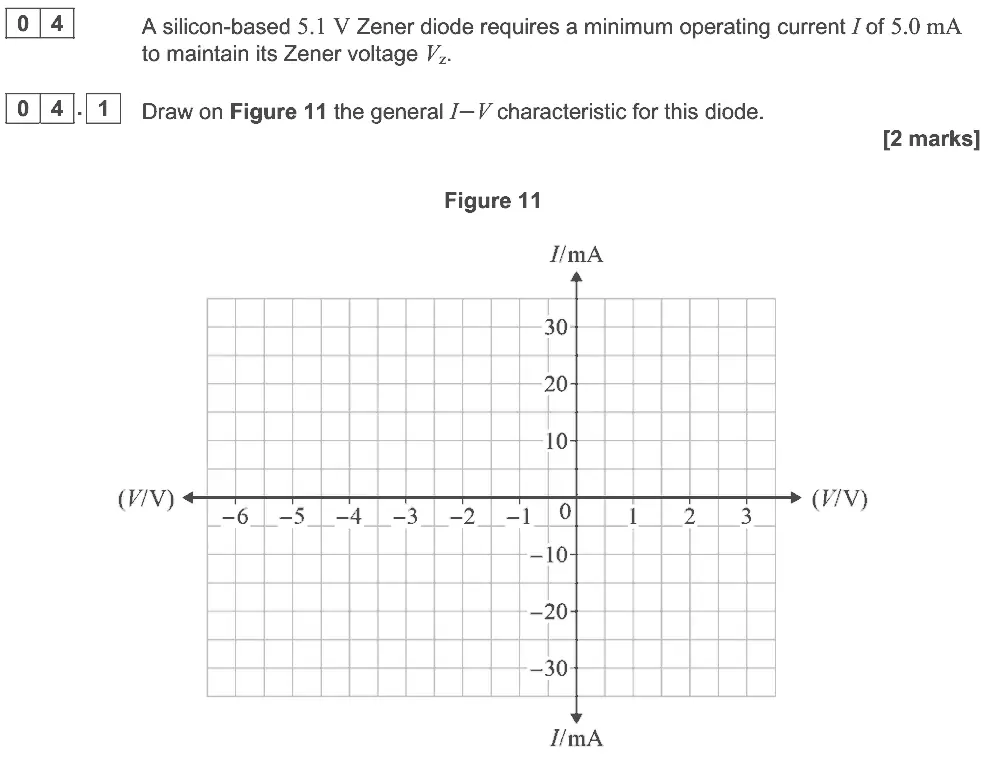 0 4 A silicon-based 5.1 V Zener diode requires a minimum operating current I of 5.0 mA
to maintain its Zener voltage Vz.
0 4 . 1 Draw on Figure 11 the general I–V characteristic for this diode.
[2 marks]
Figure 11
I/mA
30
20
10
(V/V) (V/V)
−6 −5 −4 −3 −2 −1 0 1 2 3
−10
−20
−30
I/mA